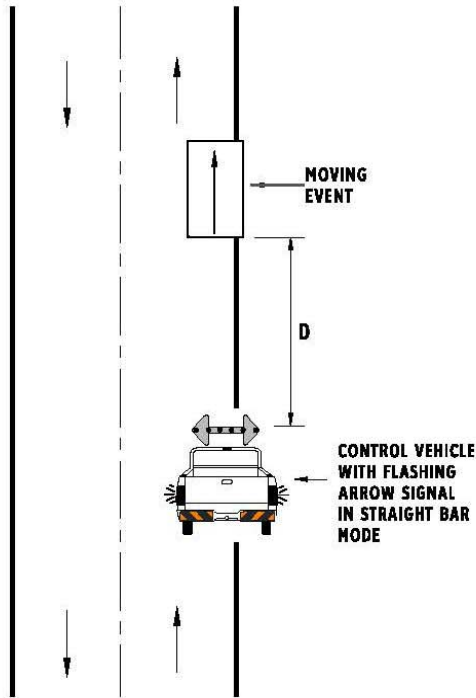 MOVING
EVENT
D
CONTROL VEHICLE
WITH FLASHING
ARROW SIGNAL
IN STRAIGHT BAR
MODE